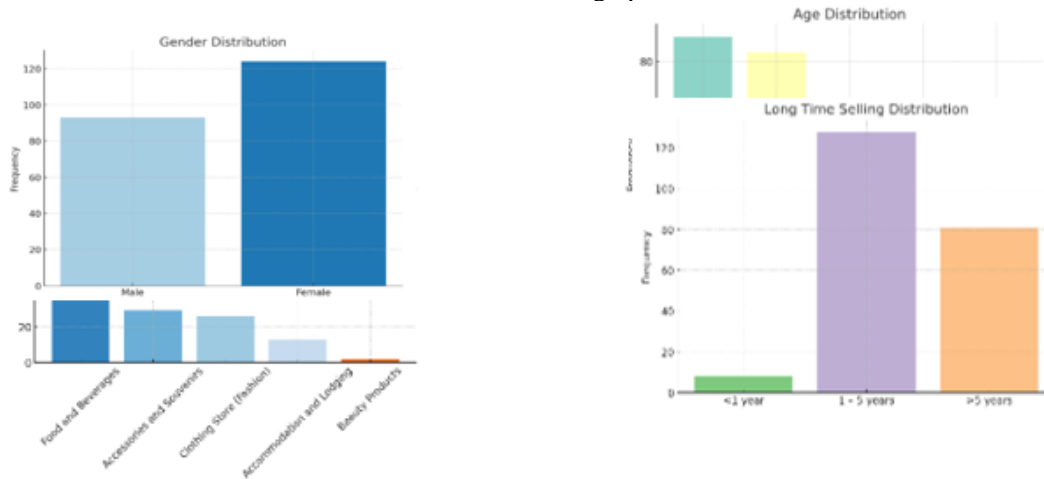 Age Distribution
80
Gender Distribution
Frequency
120
100
80
60
40
20
0
Male
Female
20
0
Food and Beverages
Accessories and Souvenirs
Clothing Store (Fashion)
Accommodation and Lodging
Beauty Products
Long Time Selling Distribution
Frequency
120
100
80
60
40
20
0
<1 year
1 - 5 years
>5 years